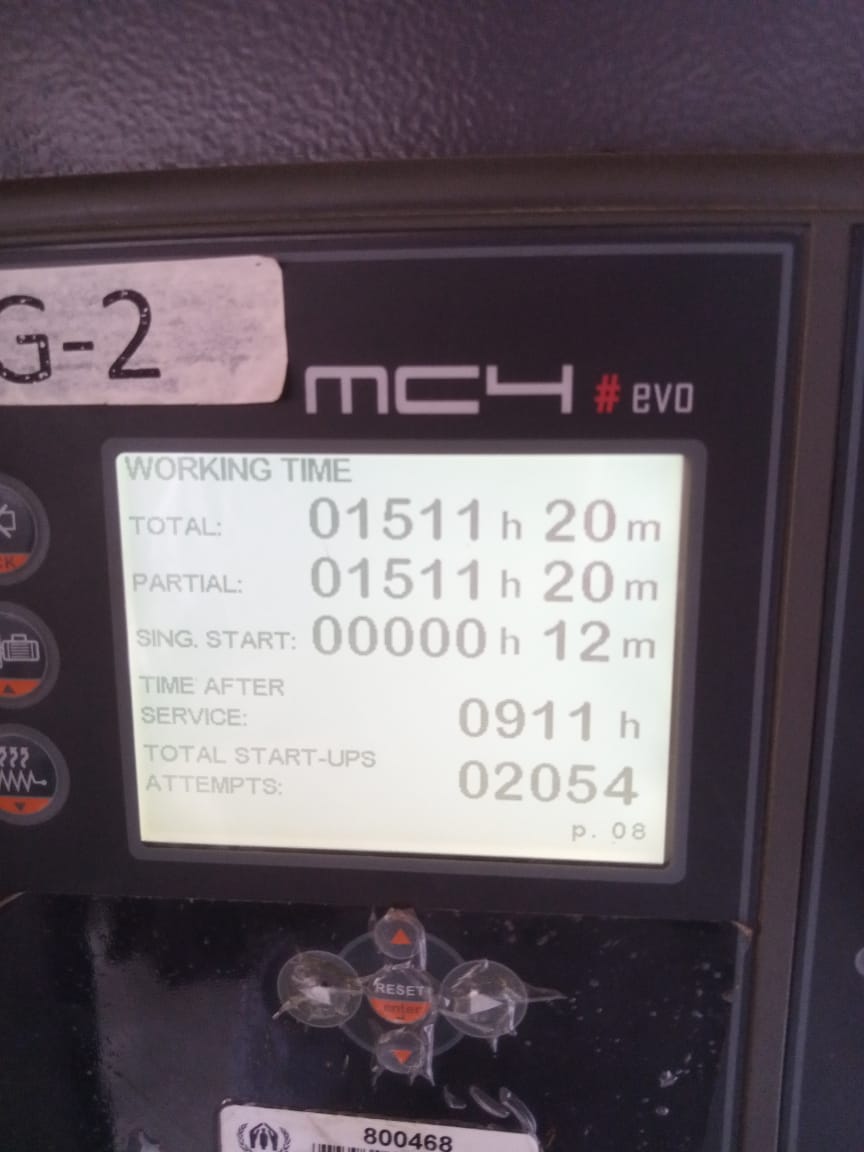 G-2
mc4 # evo
WORKING TIME
TOTAL: 01511 h 20 m
PARTIAL: 01511 h 20 m
SING. START: 00000 h 12 m
TIME AFTER
SERVICE: 0911 h
TOTAL START-UPS
ATTEMPTS: 02054
p. 08
RESET
enter
800468